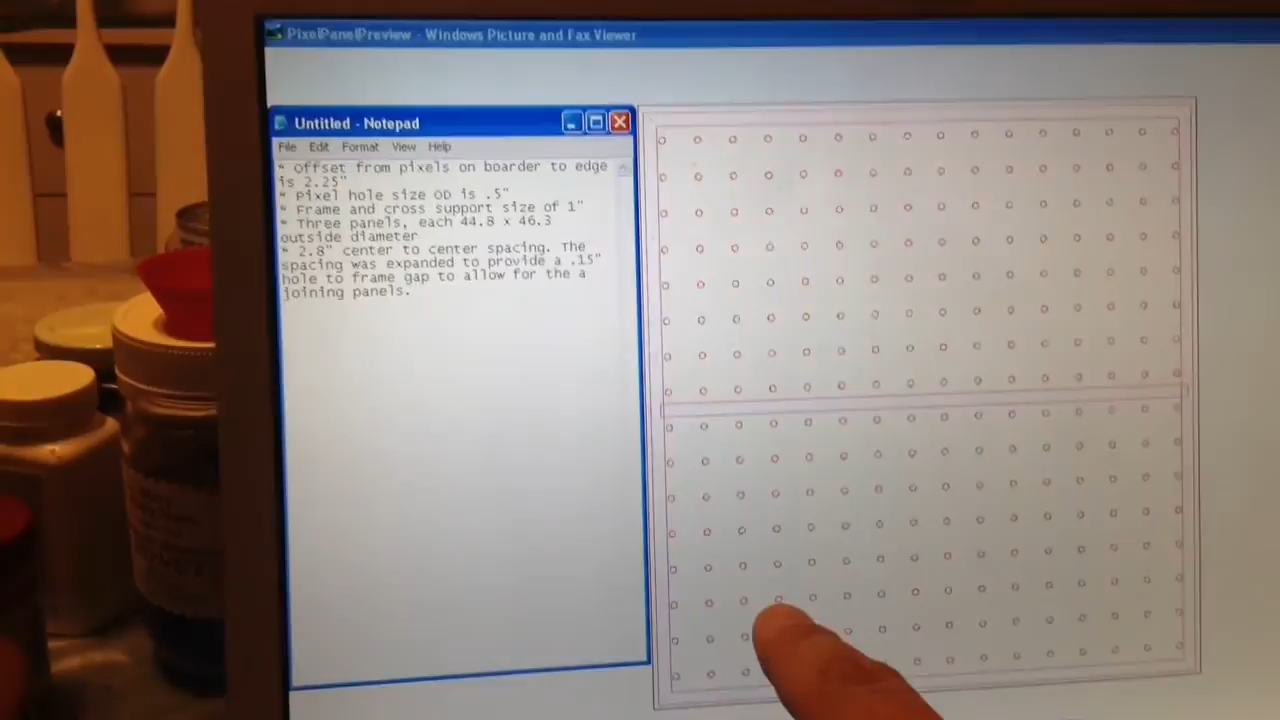 PixelPanelPreview - Windows Picture and Fax Viewer
Untitled - Notepad
File Edit Format View Help
* Offset from pixels on boarder to edge
is 2.25"
* Pixel hole size OD is .5"
* Frame and cross support size of 1"
* Three panels, each 44.8 x 46.3
outside diameter
* 2.8" center to center spacing. The
spacing was expanded to provide a .15"
hole to frame gap to allow for the a
joining panels.